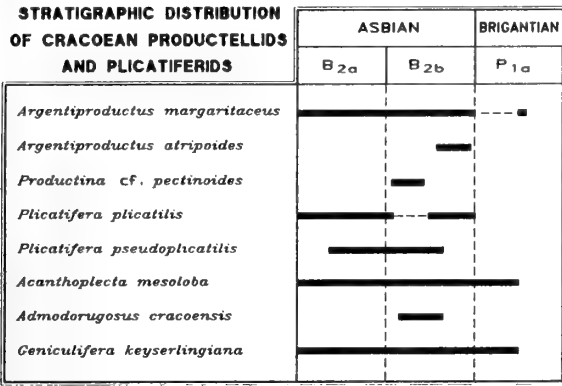 STRATIGRAPHIC DISTRIBUTION
OF CRACOEAN PRODUCTELLIDS
AND PLICATIFERIDS
ASBIAN BRIGANTIAN
B2a B2b P1a
Argentiproductus margaritaceus
Argentiproductus atripoides
Productina cf. pectinoides
Plicatifera plicatilis
Plicatifera pseudoplicatilis
Acanthoplecta mesoloba
Admodorugosus cracoensis
Geniculifera keyserlingiana